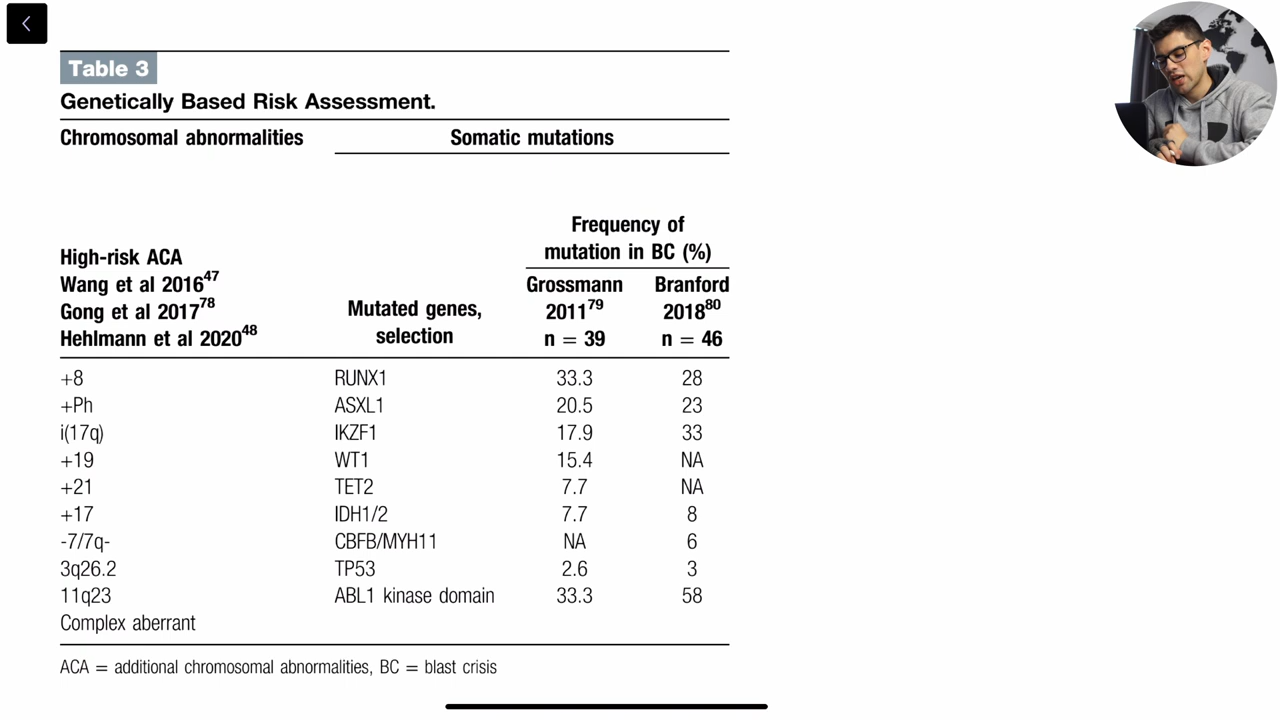 Table 3
Genetically Based Risk Assessment.
Chromosomal abnormalities Somatic mutations
Frequency of
mutation in BC (%)
High-risk ACA
Wang et al 2016⁴⁷
Gong et al 2017⁷⁸
Hehlmann et al 2020⁴⁸
Mutated genes,
selection
Grossmann
2011⁷⁹
n = 39
Branford
2018⁸⁰
n = 46
+8 RUNX1 33.3 28
+Ph ASXL1 20.5 23
i(17q) IKZF1 17.9 33
+19 WT1 15.4 NA
+21 TET2 7.7 NA
+17 IDH1/2 7.7 8
-7/7q- CBFB/MYH11 NA 6
3q26.2 TP53 2.6 3
11q23 ABL1 kinase domain 33.3 58
Complex aberrant
ACA = additional chromosomal abnormalities, BC = blast crisis